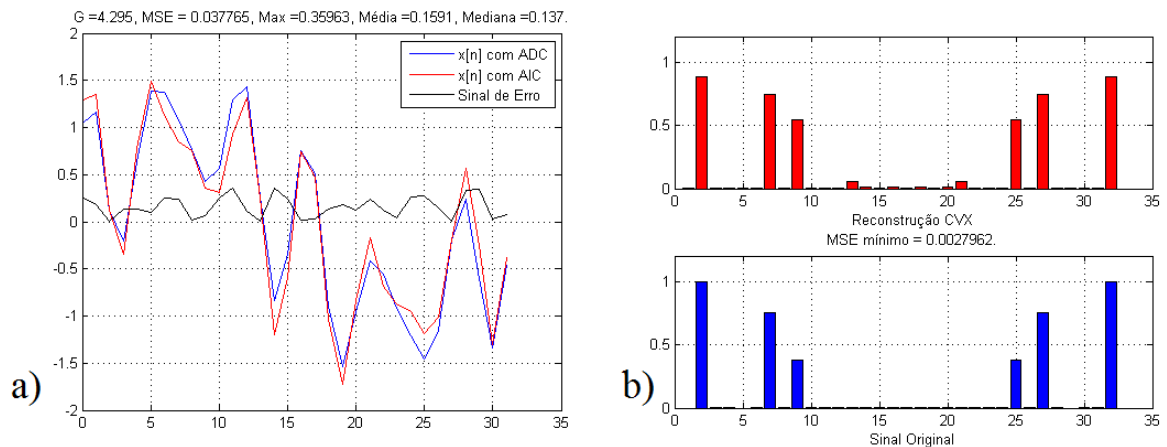 G =4.295, MSE = 0.037765, Max =0.35963, Média =0.1591, Mediana =0.137.
2
1.5
1
0.5
0
-0.5
-1
-1.5
-2
0 5 10 15 20 25 30 35
x[n] com ADC
x[n] com AIC
Sinal de Erro
a)
b)
1
0.5
0
0 5 10 15 20 25 30 35
Reconstrução CVX
MSE mínimo = 0.0027962.
1
0.5
0
0 5 10 15 20 25 30 35
Sinal Original